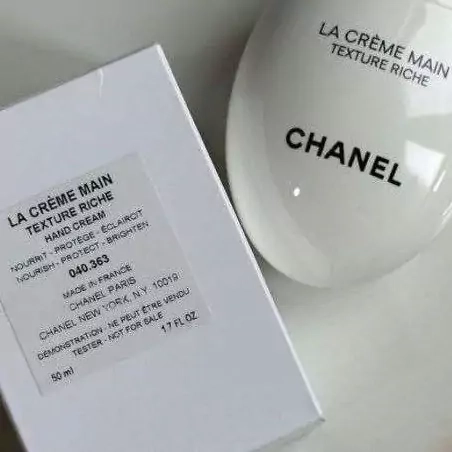 LA CRÈME MAIN
TEXTURE RICHE
CHANEL
LA CRÈME MAIN
TEXTURE RICHE
HAND CREAM
NOURRIT - PROTÈGE - ÉCLAIRCIT
NOURISH - PROTECT - BRIGHTEN
040.363
MADE IN FRANCE
CHANEL PARIS
CHANEL NEW YORK, N.Y. 10019
DÉMONSTRATION - NE PEUT ÊTRE VENDU
TESTER - NOT FOR SALE
50 ml 1.7 FL OZ